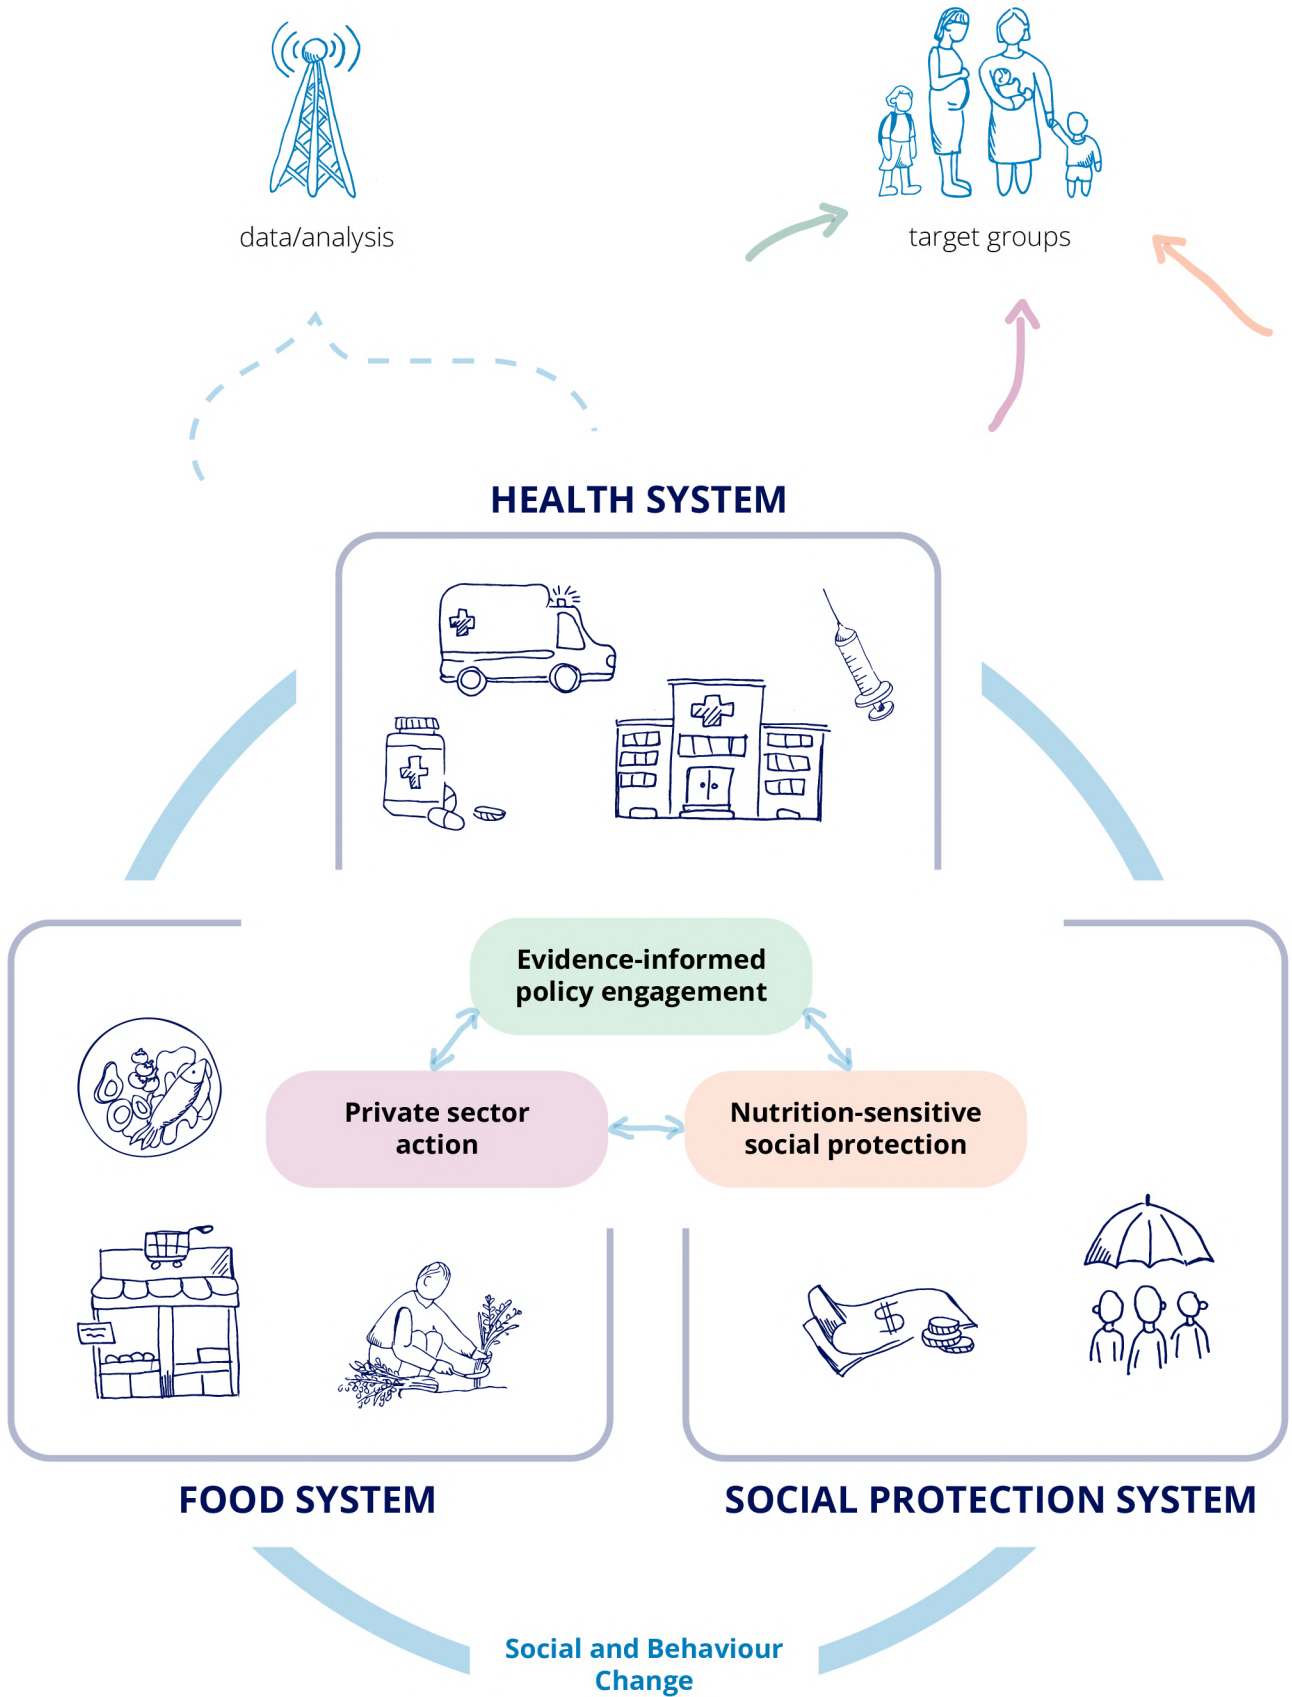 data/analysis
target groups
HEALTH SYSTEM
Evidence-informed
policy engagement
Private sector
action
Nutrition-sensitive
social protection
$
FOOD SYSTEM
SOCIAL PROTECTION SYSTEM
Social and Behaviour
Change